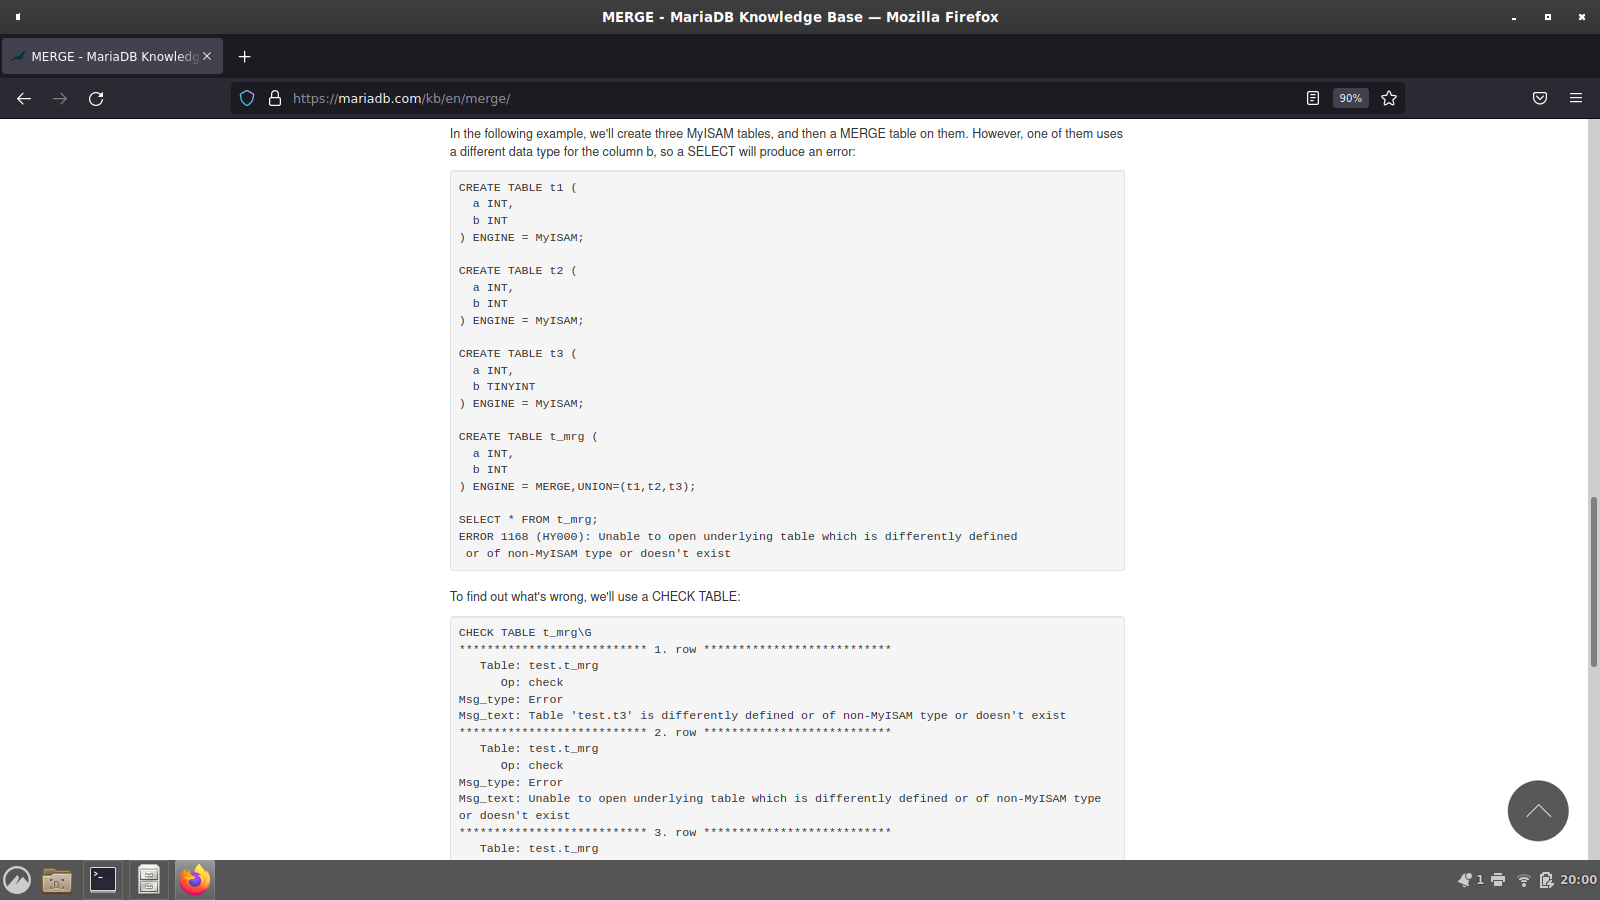 MERGE - MariaDB Knowledge Base — Mozilla Firefox
MERGE - MariaDB Knowledg
https://mariadb.com/kb/en/merge/
90%
In the following example, we'll create three MyISAM tables, and then a MERGE table on them. However, one of them uses
a different data type for the column b, so a SELECT will produce an error:
CREATE TABLE t1 (
  a INT,
  b INT
) ENGINE = MyISAM;
CREATE TABLE t2 (
  a INT,
  b INT
) ENGINE = MyISAM;
CREATE TABLE t3 (
  a INT,
  b TINYINT
) ENGINE = MyISAM;
CREATE TABLE t_mrg (
  a INT,
  b INT
) ENGINE = MERGE,UNION=(t1,t2,t3);
SELECT * FROM t_mrg;
ERROR 1168 (HY000): Unable to open underlying table which is differently defined
 or of non-MyISAM type or doesn't exist
To find out what's wrong, we'll use a CHECK TABLE:
CHECK TABLE t_mrg\G
*************************** 1. row ***************************
   Table: test.t_mrg
      Op: check
Msg_type: Error
Msg_text: Table 'test.t3' is differently defined or of non-MyISAM type or doesn't exist
*************************** 2. row ***************************
   Table: test.t_mrg
      Op: check
Msg_type: Error
Msg_text: Unable to open underlying table which is differently defined or of non-MyISAM type
or doesn't exist
*************************** 3. row ***************************
   Table: test.t_mrg
1
20:00